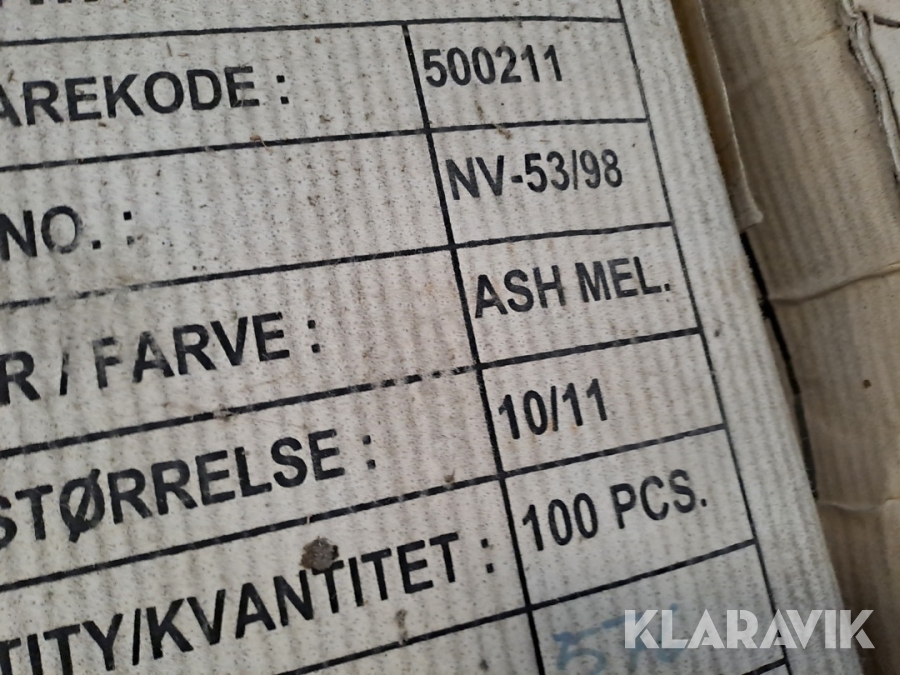 AREKODE : 500211
NO. : NV-53/98
R / FARVE : ASH MEL.
STØRRELSE : 10/11
TITY/KVANTITET : 100 PCS.
KLARAVIK